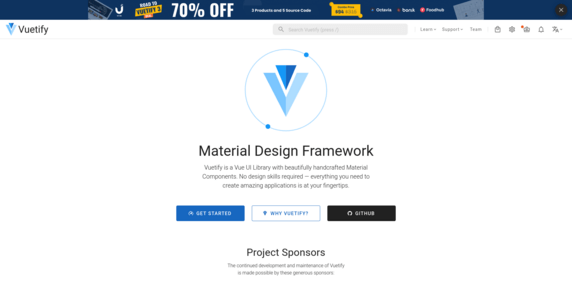 ROAD TO
VUETIFY 3
70% OFF
3 Products and 5 Source Code
Octavia
bank
FoodHub
Vuetify
Learn
Support
Team
Material Design Framework
Vuetify is a Vue UI Library with beautifully handcrafted Material
Components. No design skills required — everything you need to
create amazing applications is at your fingertips.
GET STARTED
WHY VUETIFY?
GITHUB
Project Sponsors
The continued development and maintenance of Vuetify
is made possible by these generous sponsors: